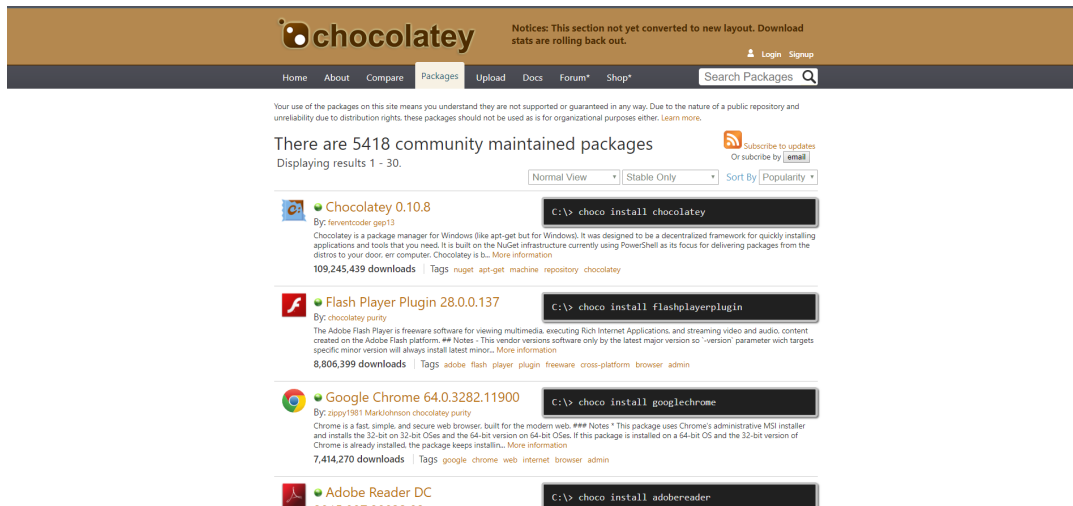 chocolatey
Notices: This section not yet converted to new layout. Download
stats are rolling back out.
Login Signup
Home About Compare Packages Upload Docs Forum* Shop* Search Packages
Your use of the packages on this site means you understand they are not supported or guaranteed in any way. Due to the nature of a public repository and
unreliability due to distribution rights, these packages should not be used as is for organizational purposes either. Learn more.
There are 5418 community maintained packages
Subscribe to updates
Displaying results 1 - 30.
Or subcribe by email
Normal View Stable Only Sort By Popularity
Chocolatey 0.10.8
C:\> choco install chocolatey
By: ferventcoder gep13
Chocolatey is a package manager for Windows (like apt-get but for Windows). It was designed to be a decentralized framework for quickly installing
applications and tools that you need. It is built on the NuGet infrastructure currently using PowerShell as its focus for delivering packages from the
distros to your door, err computer. Chocolatey is b... More information
109,245,439 downloads Tags nuget apt-get machine repository chocolatey
Flash Player Plugin 28.0.0.137
C:\> choco install flashplayerplugin
By: chocolatey purity
The Adobe Flash Player is freeware software for viewing multimedia, executing Rich Internet Applications, and streaming video and audio, content
created on the Adobe Flash platform. ## Notes - This vendor versions software only by the latest major version so `-version` parameter wich targets
specific minor version will always install latest minor... More information
8,806,399 downloads Tags adobe flash player plugin freeware cross-platform browser admin
Google Chrome 64.0.3282.11900
C:\> choco install googlechrome
By: zippy1981 MarkJohnson chocolatey purity
Chrome is a fast, simple, and secure web browser, built for the modern web. ### Notes * This package uses Chrome's administrative MSI installer
and installs the 32-bit on 32-bit OSes and the 64-bit version on 64-bit OSes. If this package is installed on a 64-bit OS and the 32-bit version of
Chrome is already installed, the package keeps installin... More information
7,414,270 downloads Tags google chrome web internet browser admin
Adobe Reader DC
C:\> choco install adobereader